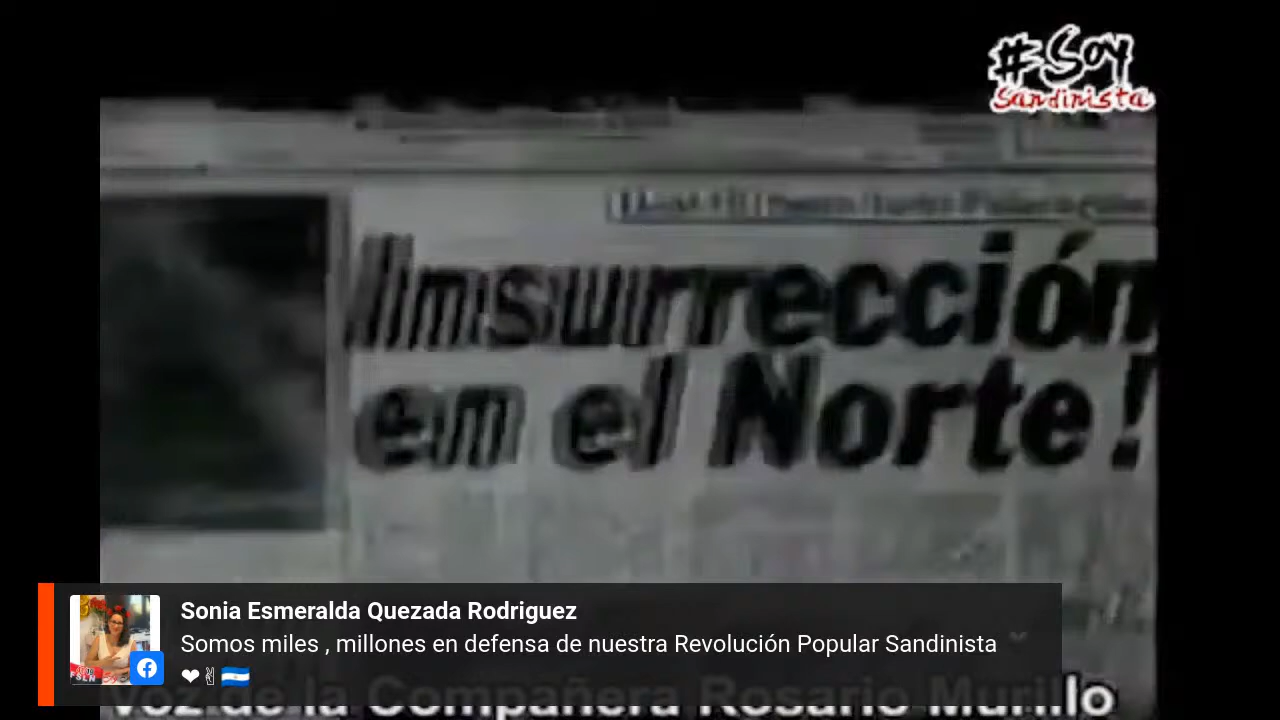 #Soy
Sandinista
Insurrección
en el Norte!
Sonia Esmeralda Quezada Rodriguez
Somos miles , millones en defensa de nuestra Revolución Popular Sandinista
❤✌🇳🇮
Voz de la Compañera Rosario Murillo